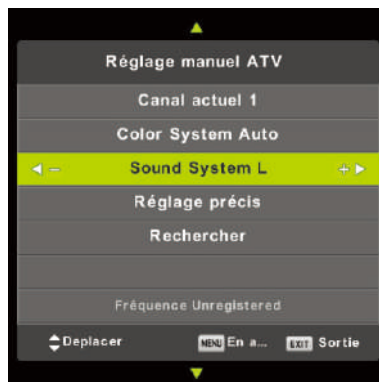 Réglage manuel ATV
Canal actuel 1
Color System Auto
Sound System L
Réglage précis
Rechercher
Fréquence Unregistered
Deplacer MENU En a... EXIT Sortie